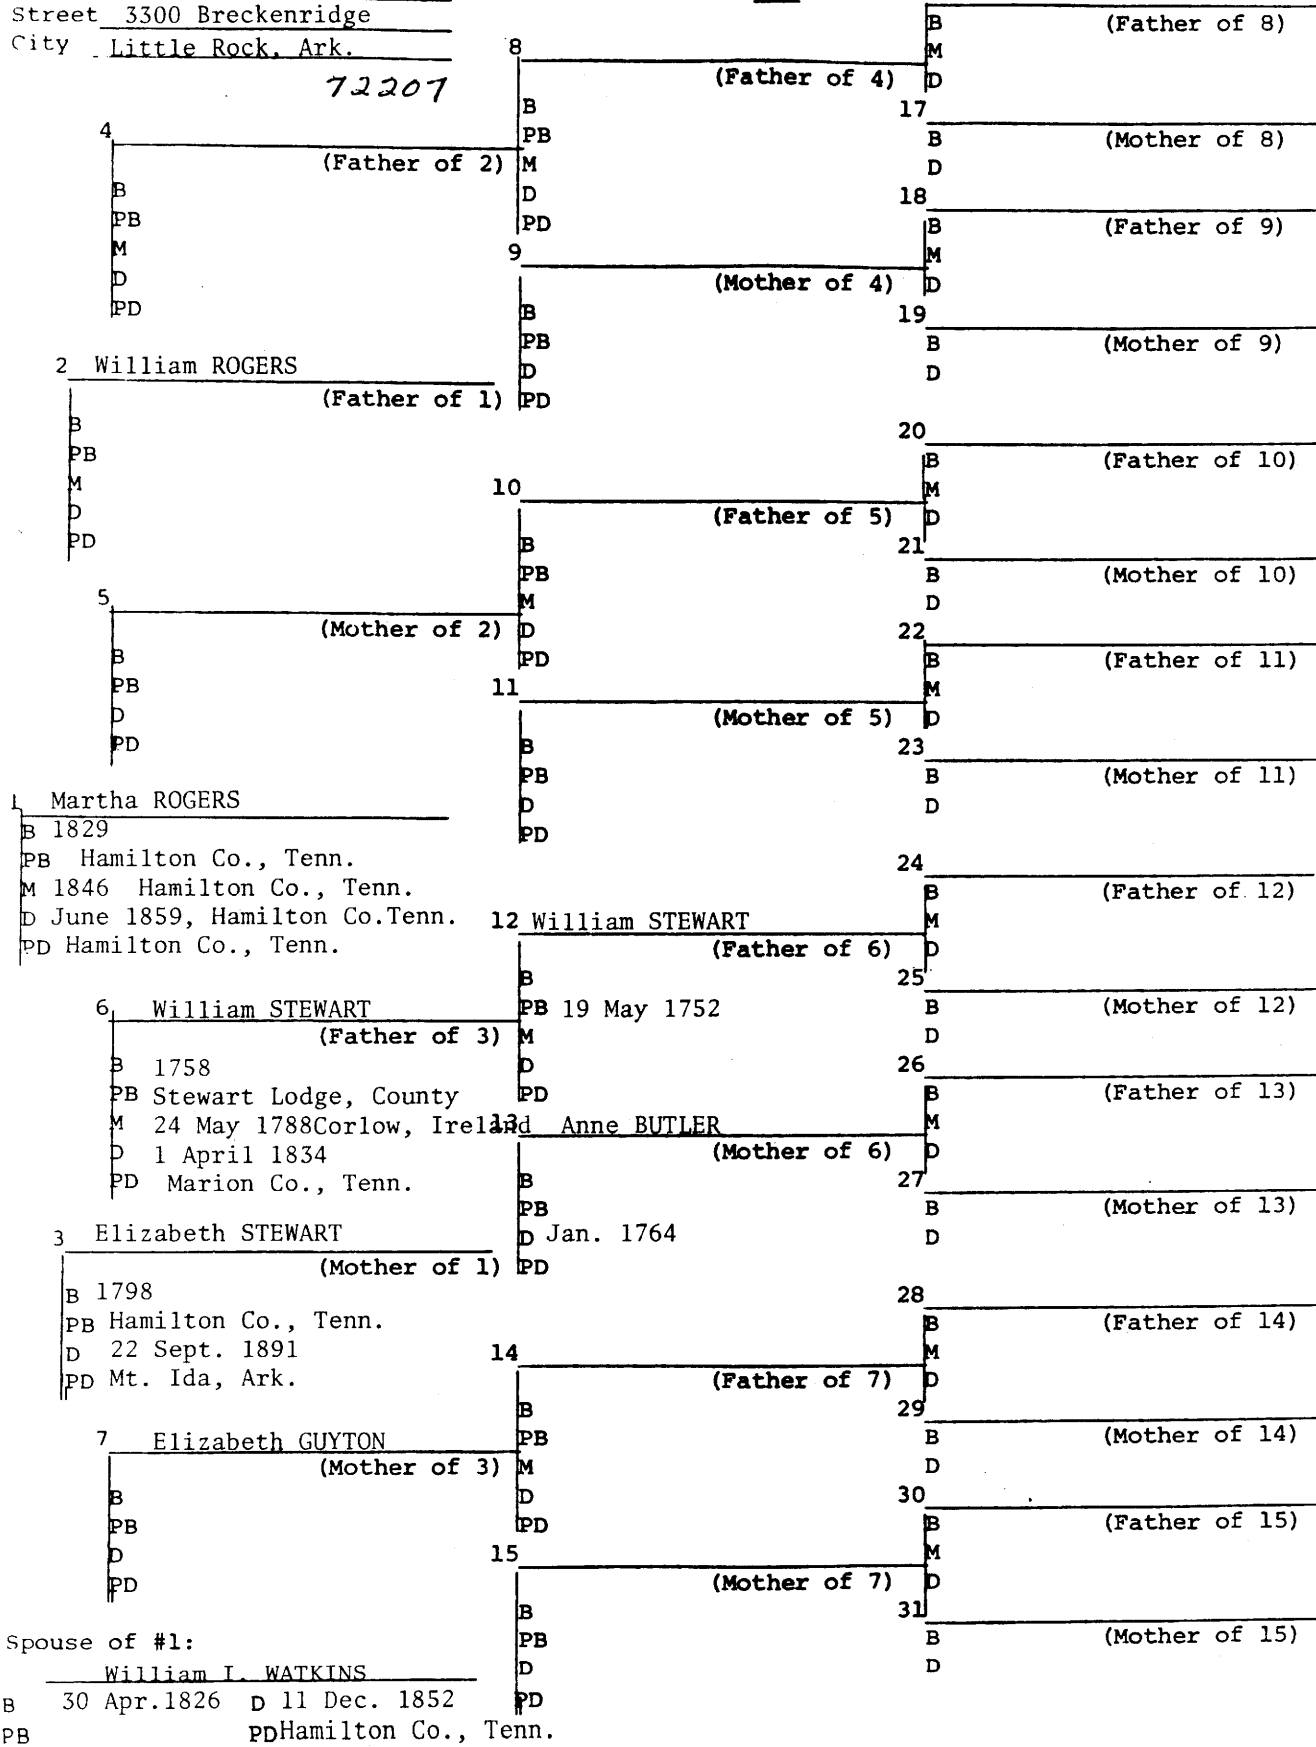 Street 3300 Breckenridge
City Little Rock, Ark.
72207
4
(Father of 2)
B
PB
M
D
PD
2 William ROGERS
(Father of 1)
B
PB
M
D
PD
5
(Mother of 2)
B
PB
D
PD
1 Martha ROGERS
B 1829
PB Hamilton Co., Tenn.
M 1846 Hamilton Co., Tenn.
D June 1859, Hamilton Co.Tenn.
PD Hamilton Co., Tenn.
6 William STEWART
(Father of 3)
B 1758
PB Stewart Lodge, County
M 24 May 1788Corlow, Ireland
D 1 April 1834
PD Marion Co., Tenn.
3 Elizabeth STEWART
(Mother of 1)
B 1798
PB Hamilton Co., Tenn.
D 22 Sept. 1891
PD Mt. Ida, Ark.
7 Elizabeth GUYTON
(Mother of 3)
B
PB
D
PD
Spouse of #1:
William I. WATKINS
B 30 Apr.1826 D 11 Dec. 1852
PB PDHamilton Co., Tenn.
8
(Father of 4)
B
PB
M
D
PD
9
(Mother of 4)
B
PB
D
PD
10
(Father of 5)
B
PB
M
D
PD
11
(Mother of 5)
B
PB
D
PD
12 William STEWART
(Father of 6)
B
PB 19 May 1752
M
D
PD
13 Anne BUTLER
(Mother of 6)
B
PB
D Jan. 1764
PD
14
(Father of 7)
B
PB
M
D
PD
15
(Mother of 7)
B
PB
D
PD
(Father of 8)
B
M
D
17
(Mother of 8)
B
D
18
(Father of 9)
B
M
D
19
(Mother of 9)
B
D
20
(Father of 10)
B
M
D
21
(Mother of 10)
B
D
22
(Father of 11)
B
M
D
23
(Mother of 11)
B
D
24
(Father of 12)
B
M
D
25
(Mother of 12)
B
D
26
(Father of 13)
B
M
D
27
(Mother of 13)
B
D
28
(Father of 14)
B
M
D
29
(Mother of 14)
B
D
30
(Father of 15)
B
M
D
31
(Mother of 15)
B
D